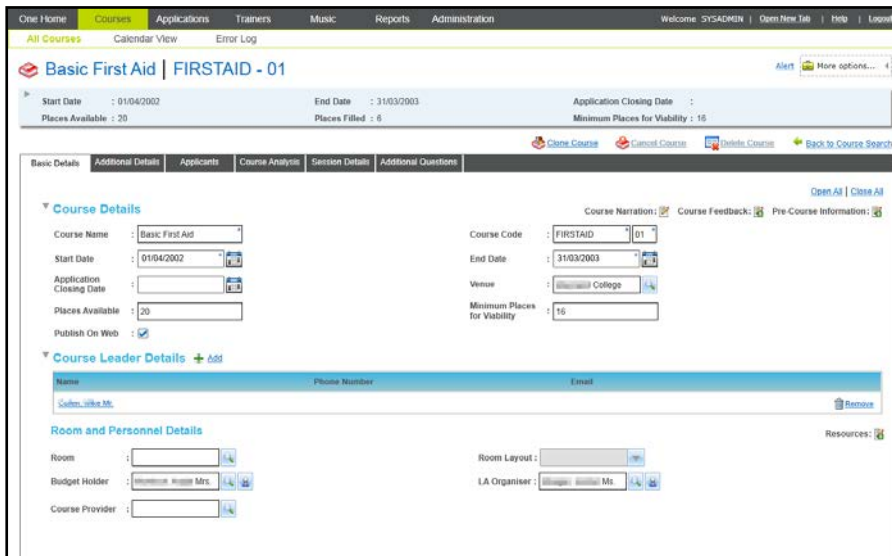 One Home Courses Applications Trainers Music Reports Administration Welcome SYSADMIN | Open New Tab | Help | Logout
All Courses Calendar View Error Log
Basic First Aid | FIRSTAID - 01 Alert More options...
Start Date : 01/04/2002 End Date : 31/03/2003 Application Closing Date :
Places Available : 20 Places Filled : 6 Minimum Places for Viability : 16
Clone Course Cancel Course Delete Course Back to Course Search
Basic Details Additional Details Applicants Course Analysis Session Details Additional Questions
Open All | Close All
Course Details Course Narration: Course Feedback: Pre-Course Information:
Course Name : Basic First Aid * Course Code : FIRSTAID * 01 *
Start Date : 01/04/2002 * End Date : 31/03/2003
Application Closing Date : Venue : College
Places Available : 20 Minimum Places for Viability : 16
Publish On Web :
Course Leader Details Add
Name Phone Number Email
Mr. Remove
Room and Personnel Details Resources:
Room : Room Layout :
Budget Holder : Mrs. LA Organiser : Ms.
Course Provider :